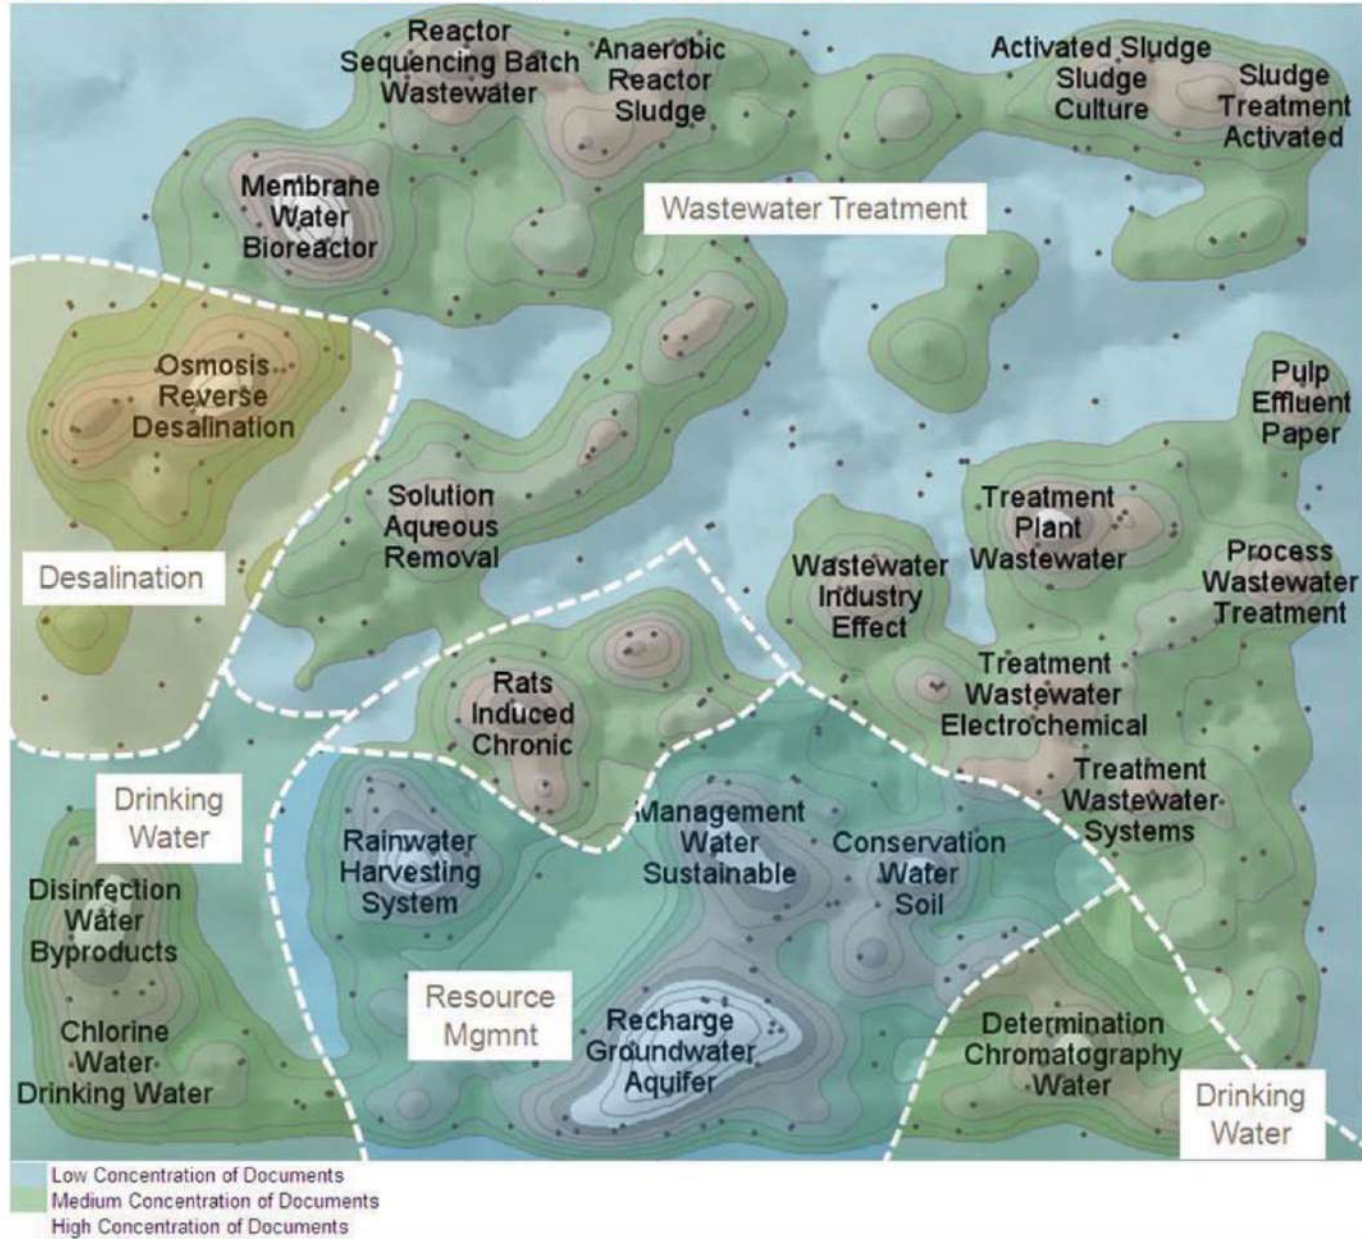 Reactor
Sequencing Batch
Wastewater
Anaerobic
Reactor
Sludge
Activated Sludge
Sludge
Culture
Sludge
Treatment
Activated
Membrane
Water
Bioreactor
Wastewater Treatment
Osmosis
Reverse
Desalination
Pulp
Effluent
Paper
Solution
Aqueous
Removal
Treatment
Plant
Wastewater
Desalination
Wastewater
Industry
Effect
Process
Wastewater
Treatment
Rats
Induced
Chronic
Treatment
Wastewater
Electrochemical
Treatment
Wastewater
Systems
Drinking
Water
Rainwater
Harvesting
System
Management
Water
Sustainable
Conservation
Water
Soil
Disinfection
Water
Byproducts
Resource
Mgmnt
Chlorine
Water
Drinking Water
Recharge
Groundwater
Aquifer
Determination
Chromatography
Water
Drinking
Water
Low Concentration of Documents
Medium Concentration of Documents
High Concentration of Documents